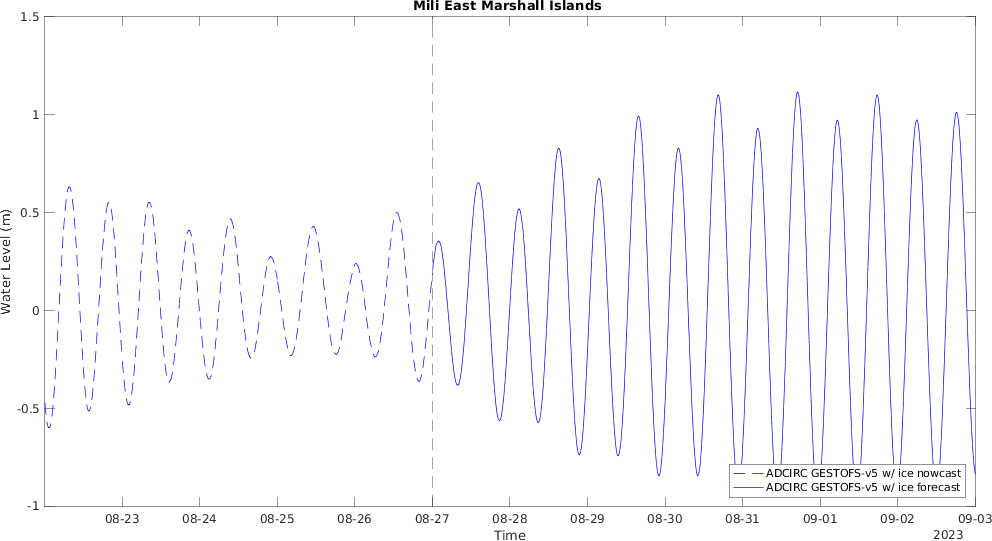 Mili East Marshall Islands
1.5
1
0.5
0
-0.5
-1
Water Level (m)
ADCIRC GESTOFS-v5 w/ ice nowcast
ADCIRC GESTOFS-v5 w/ ice forecast
08-23 08-24 08-25 08-26 08-27 08-28 08-29 08-30 08-31 09-01 09-02 09-03
Time
2023